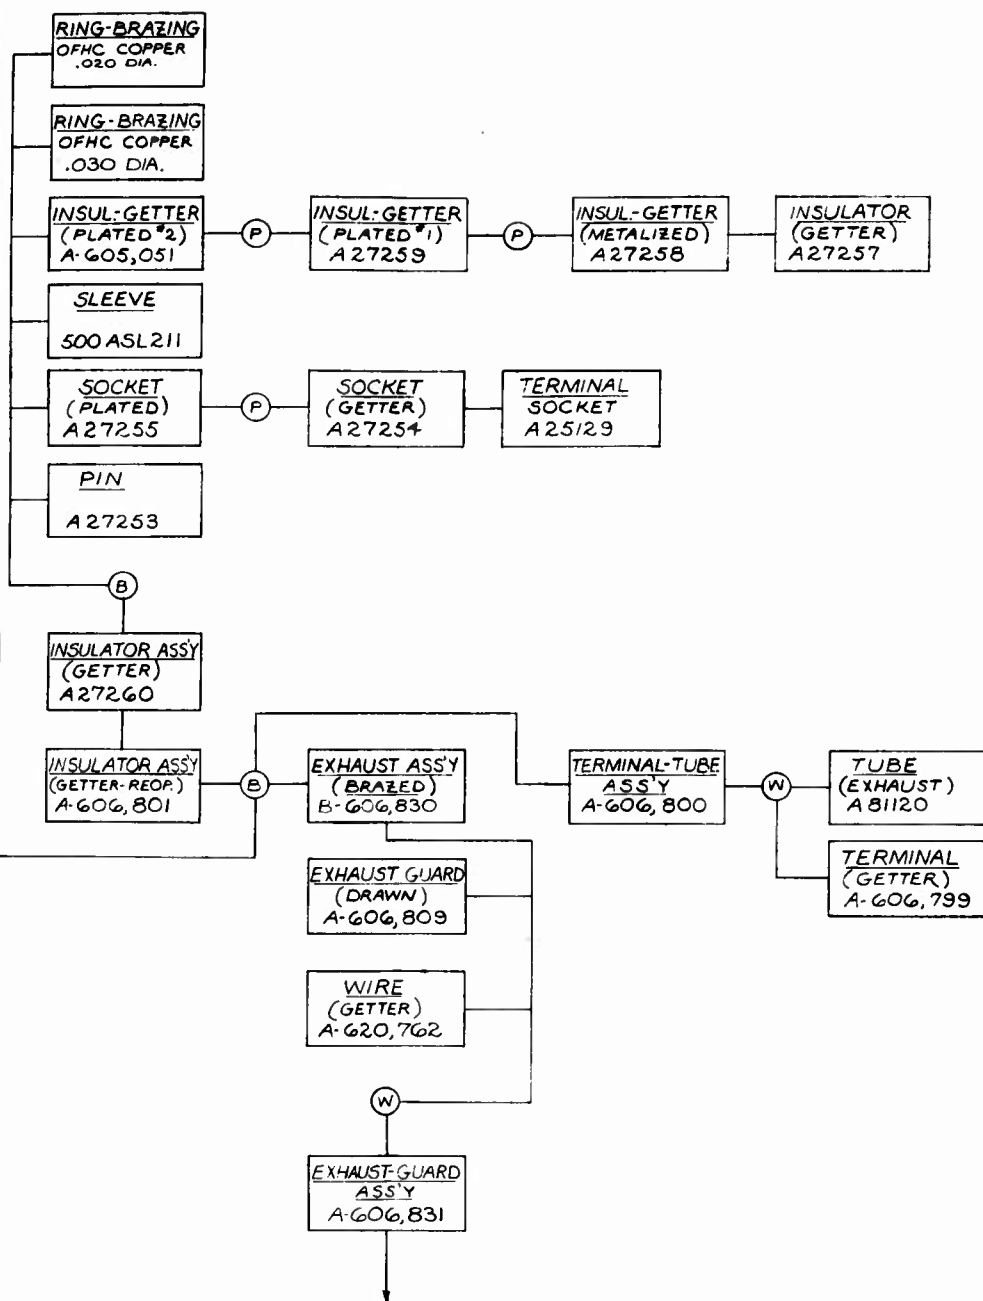 RING-BRAZING
OFHC COPPER
.020 DIA.
RING-BRAZING
OFHC COPPER
.030 DIA.
INSUL:GETTER
(PLATED #2)
A-605,051
P
INSUL:GETTER
(PLATED #1)
A27259
P
INSUL.-GETTER
(METALIZED)
A27258
INSULATOR
(GETTER)
A27257
SLEEVE
500 ASL211
SOCKET
(PLATED)
A27255
P
SOCKET
(GETTER)
A27254
TERMINAL
SOCKET
A25129
PIN
A27253
B
INSULATOR ASS'Y
(GETTER)
A27260
INSULATOR ASS'Y
(GETTER-REOP.)
A-606,801
B
EXHAUST ASS'Y
(BRAZED)
B-606,830
TERMINAL-TUBE
ASS'Y
A-606,800
W
TUBE
(EXHAUST)
A81120
TERMINAL
(GETTER)
A-606,799
EXHAUST GUARD
(DRAWN)
A-606,809
WIRE
(GETTER)
A-620,762
W
EXHAUST-GUARD
ASS'Y
A-606,831